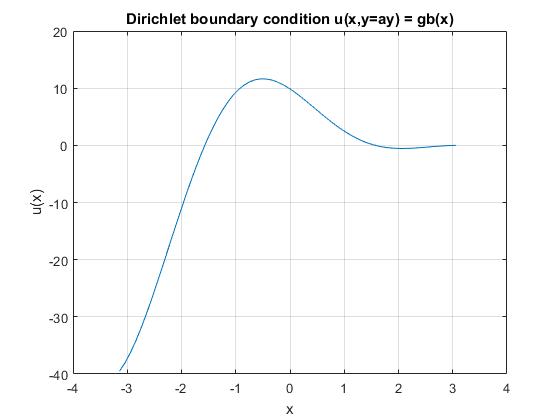 Dirichlet boundary condition u(x,y=ay) = gb(x)
20
10
0
-10
-20
-30
-40
u(x)
-4 -3 -2 -1 0 1 2 3 4
x